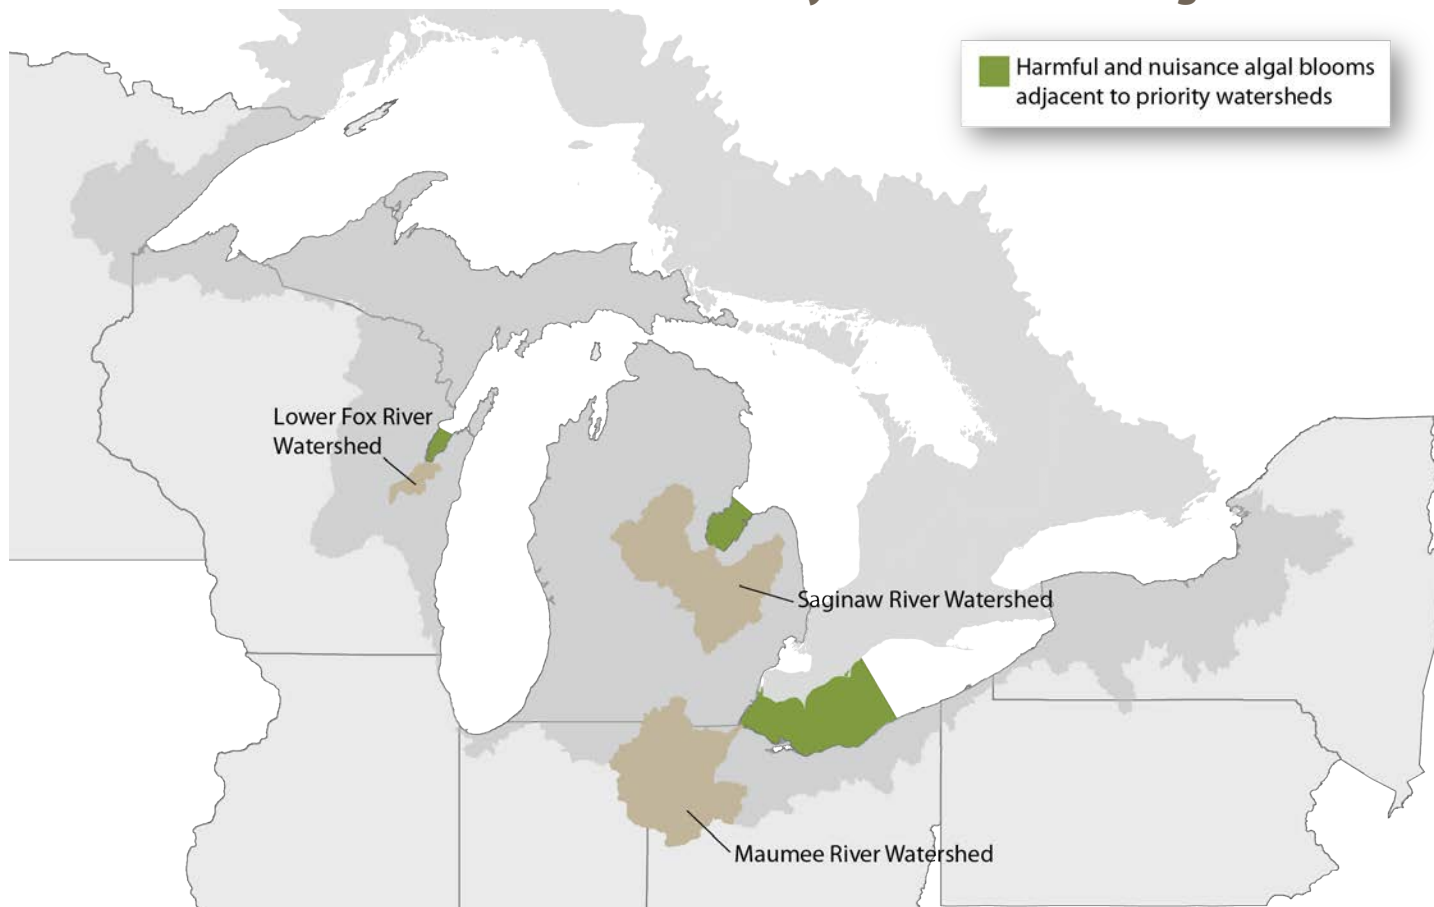 Harmful and nuisance algal blooms
adjacent to priority watersheds
Lower Fox River
Watershed
Saginaw River Watershed
Maumee River Watershed